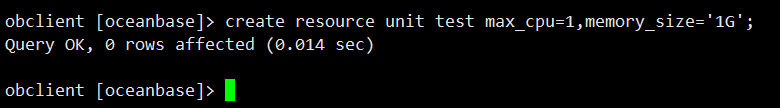 obclient [oceanbase]> create resource unit test max_cpu=1,memory_size='1G';
Query OK, 0 rows affected (0.014 sec)
obclient [oceanbase]>